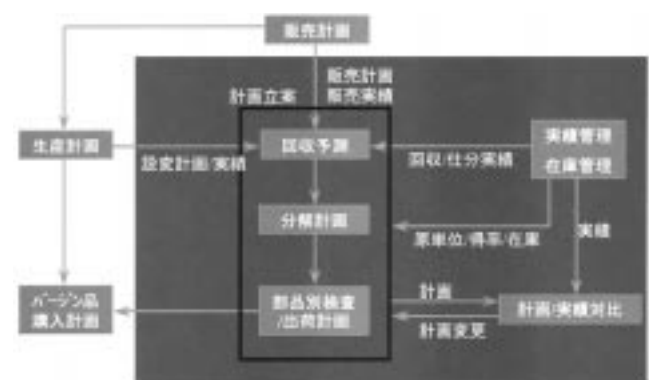 販売計画
計画立案
販売計画
販売実績
生産計画
設変計画/実績
回収予測
回収/仕分実績
実績管理
在庫管理
分解計画
原単位/得率/在庫
実績
バージン品
購入計画
部品別検査
/出荷計画
計画
計画変更
計画/実績対比